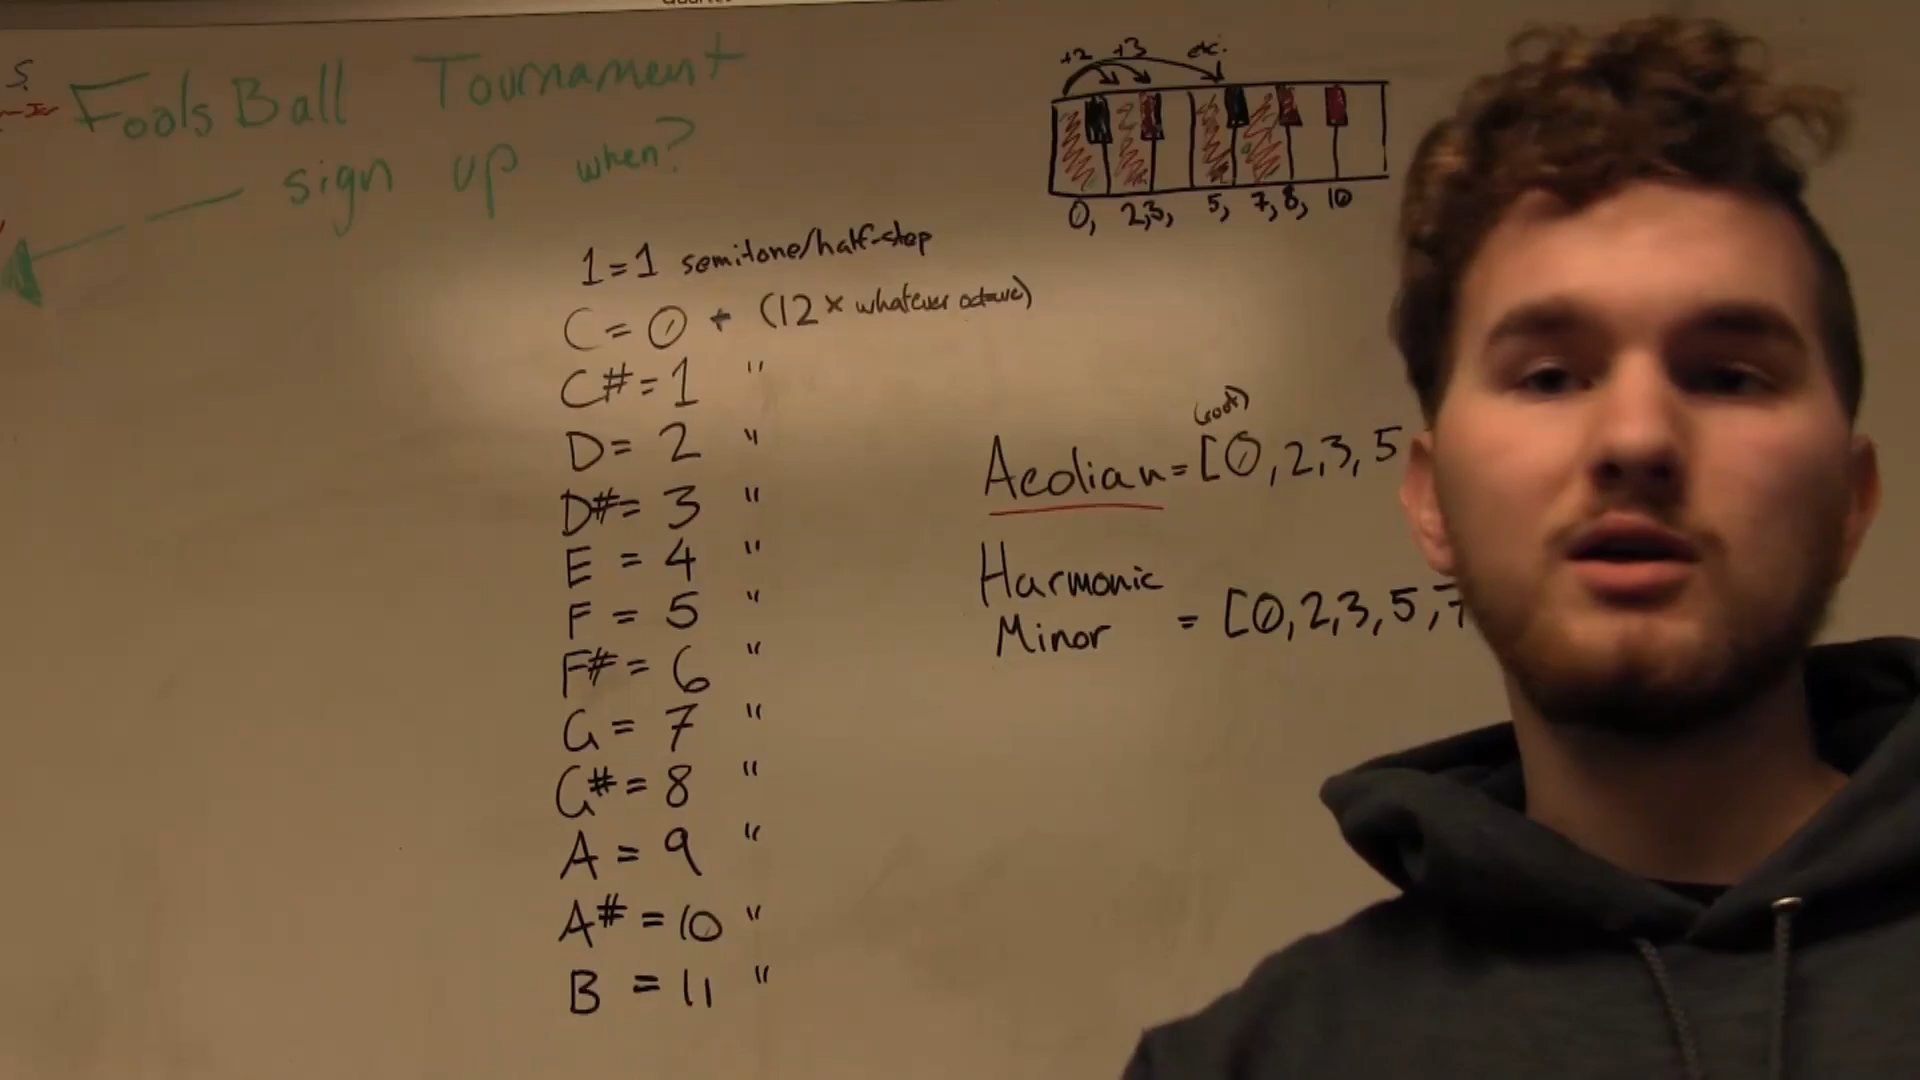 S.
Fools Ball Tournament
sign up when?
+2 +3 etc.
0, 2,3, 5, 7,8, 10
1=1 semitone/half-step
C=0 + (12 x whatever octave)
C#=1 "
D=2 "
D#=3 "
E=4 "
F=5 "
F#=6 "
G=7 "
G#=8 "
A=9 "
A#=10 "
B=11 "
(root)
Aeolian=[0,2,3,5
Harmonic
Minor = [0,2,3,5,7